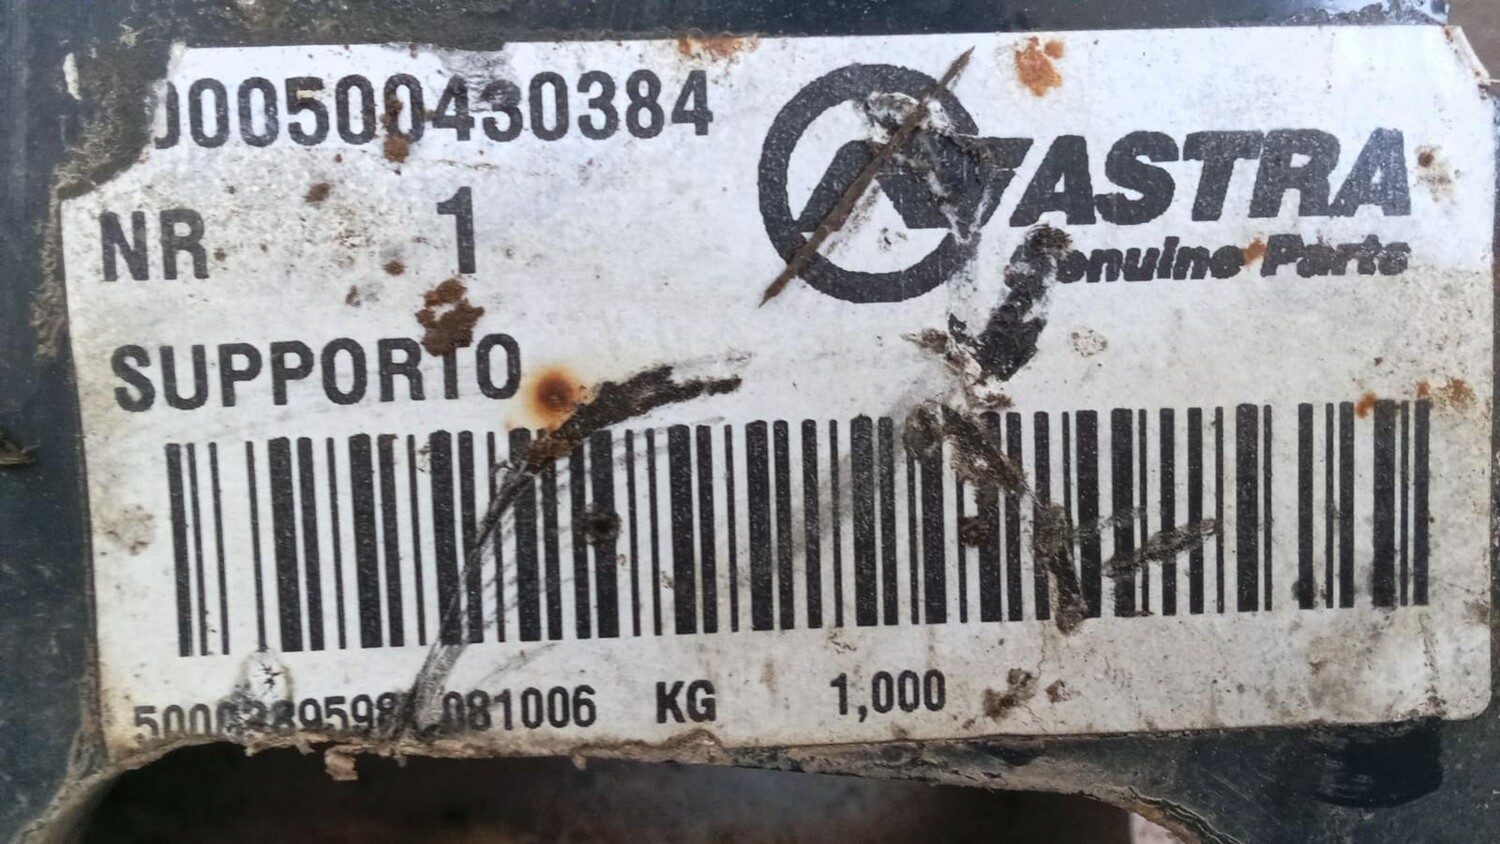 000500430384
NR 1
ASTRA
Genuine Parts
SUPPORTO
081006 KG 1,000